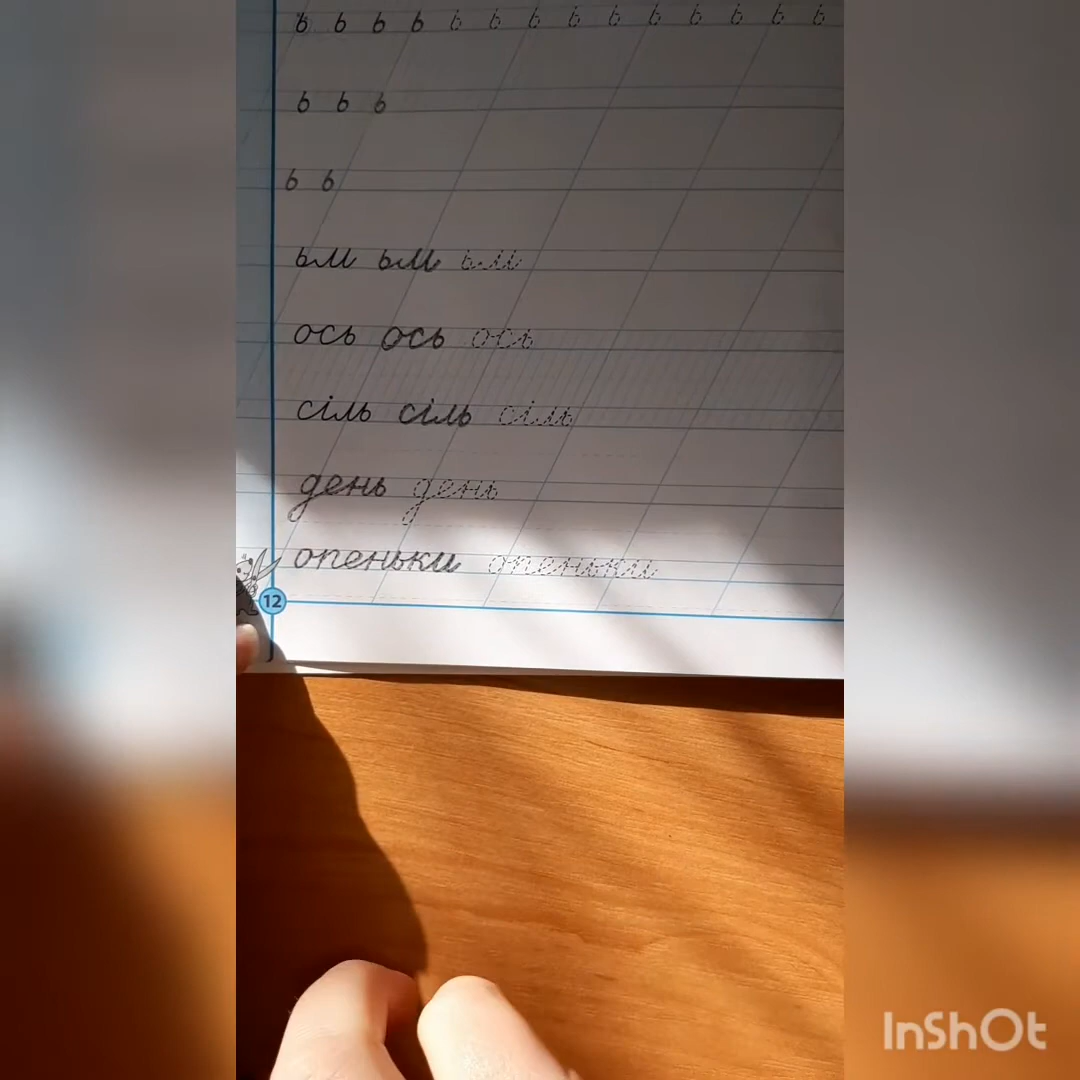 ь ь ь ь ь ь ь ь ь ь ь ь ь ь
ь ь ь
ь ь
ьм ьм ьм
ось ось ось
сіль сіль сіль
день день
опеньки опеньки
12
InShOt